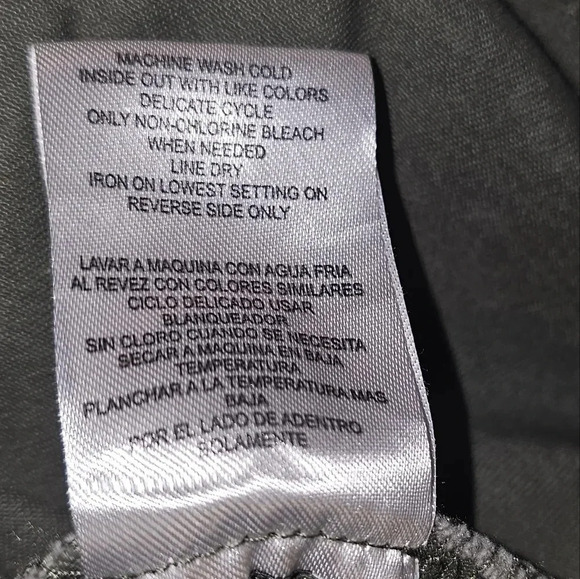 MACHINE WASH COLD
INSIDE OUT WITH LIKE COLORS
DELICATE CYCLE
ONLY NON-CHLORINE BLEACH
WHEN NEEDED
LINE DRY
IRON ON LOWEST SETTING ON
REVERSE SIDE ONLY
LAVAR A MAQUINA CON AGUA FRIA
AL REVEZ CON COLORES SIMILARES
CICLO DELICADO USAR
BLANQUEADOR
SIN CLORO CUANDO SE NECESITA
SECAR A MAQUINA EN BAJA
TEMPERATURA
PLANCHAR A LA TEMPERATURA MAS
BAJA
POR EL LADO DE ADENTRO
SOLAMENTE